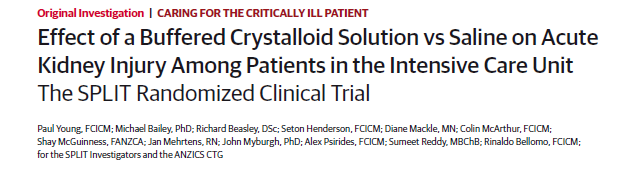 Original Investigation | CARING FOR THE CRITICALLY ILL PATIENT
Effect of a Buffered Crystalloid Solution vs Saline on Acute
Kidney Injury Among Patients in the Intensive Care Unit
The SPLIT Randomized Clinical Trial
Paul Young, FCICM; Michael Bailey, PhD; Richard Beasley, DSc; Seton Henderson, FCICM; Diane Mackle, MN; Colin McArthur, FCICM;
Shay McGuinness, FANZCA; Jan Mehrtens, RN; John Myburgh, PhD; Alex Psirides, FCICM; Sumeet Reddy, MBChB; Rinaldo Bellomo, FCICM;
for the SPLIT Investigators and the ANZICS CTG